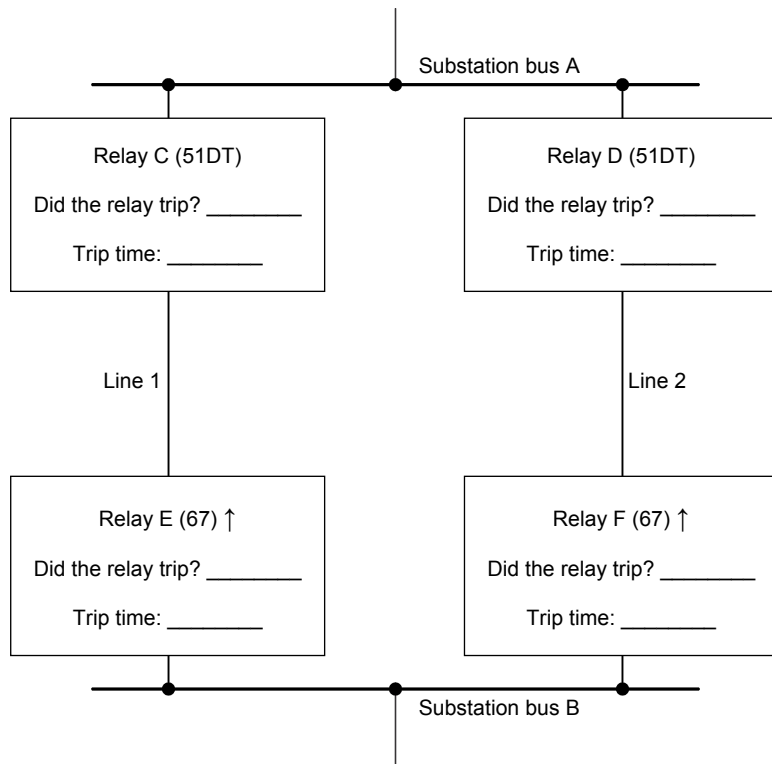 Substation bus A
Relay C (51DT)
Did the relay trip? ________
Trip time: ________
Relay D (51DT)
Did the relay trip? ________
Trip time: ________
Line 1
Line 2
Relay E (67) ↑
Did the relay trip? ________
Trip time: ________
Relay F (67) ↑
Did the relay trip? ________
Trip time: ________
Substation bus B